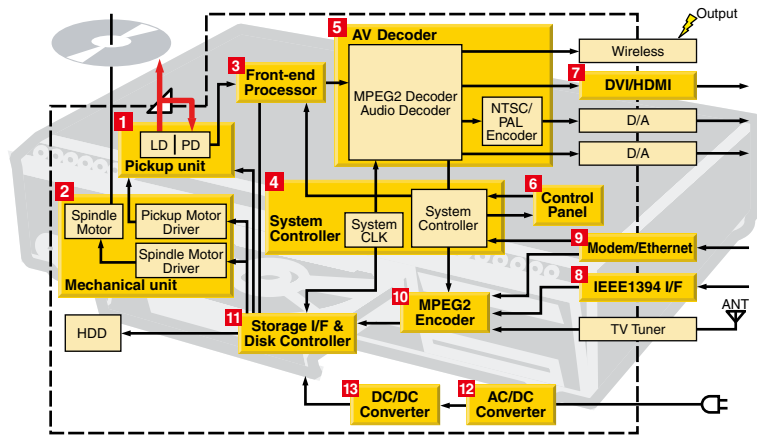 Output
5
AV Decoder
Wireless
3
Front-end
Processor
MPEG2 Decoder
Audio Decoder
7
DVI/HDMI
NTSC/
PAL
Encoder
D/A
D/A
1
LD
PD
Pickup unit
2
Spindle
Motor
Pickup Motor
Driver
Spindle Motor
Driver
Mechanical unit
4
System
Controller
System
CLK
System
Controller
6
Control
Panel
9
Modem/Ethernet
8
IEEE1394 I/F
10
MPEG2
Encoder
ANT
TV Tuner
11
Storage I/F &
Disk Controller
HDD
13
DC/DC
Converter
12
AC/DC
Converter